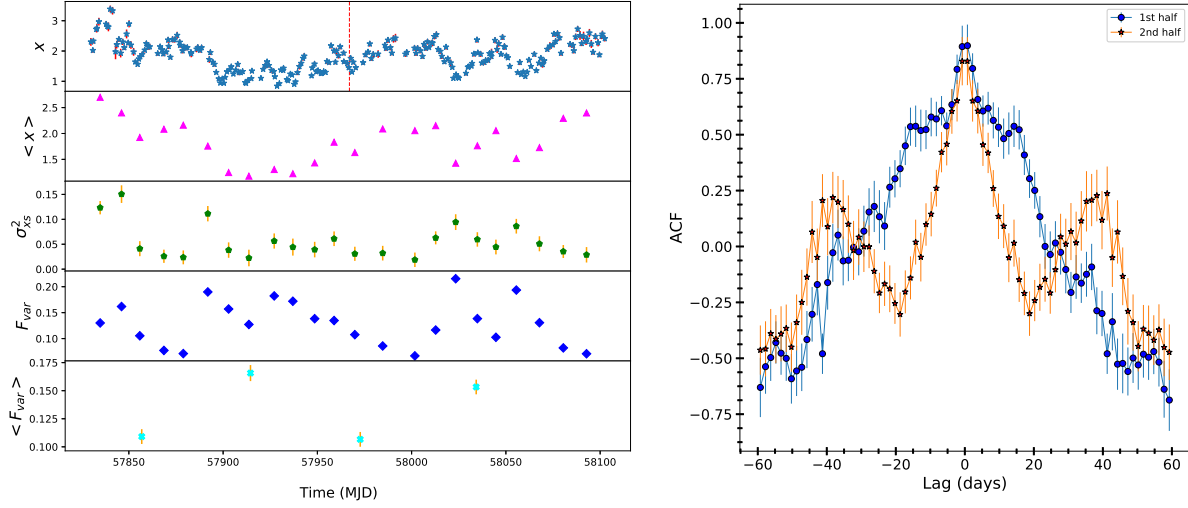 3
2
1
x
2.5
2.0
1.5
< x >
0.15
0.10
0.05
0.00
σ²xs
0.20
0.15
0.10
Fvar
0.175
0.150
0.125
0.100
< Fvar >
57850 57900 57950 58000 58050 58100
Time (MJD)
1st half
2nd half
1.00
0.75
0.50
0.25
0.00
−0.25
−0.50
−0.75
ACF
−60 −40 −20 0 20 40 60
Lag (days)